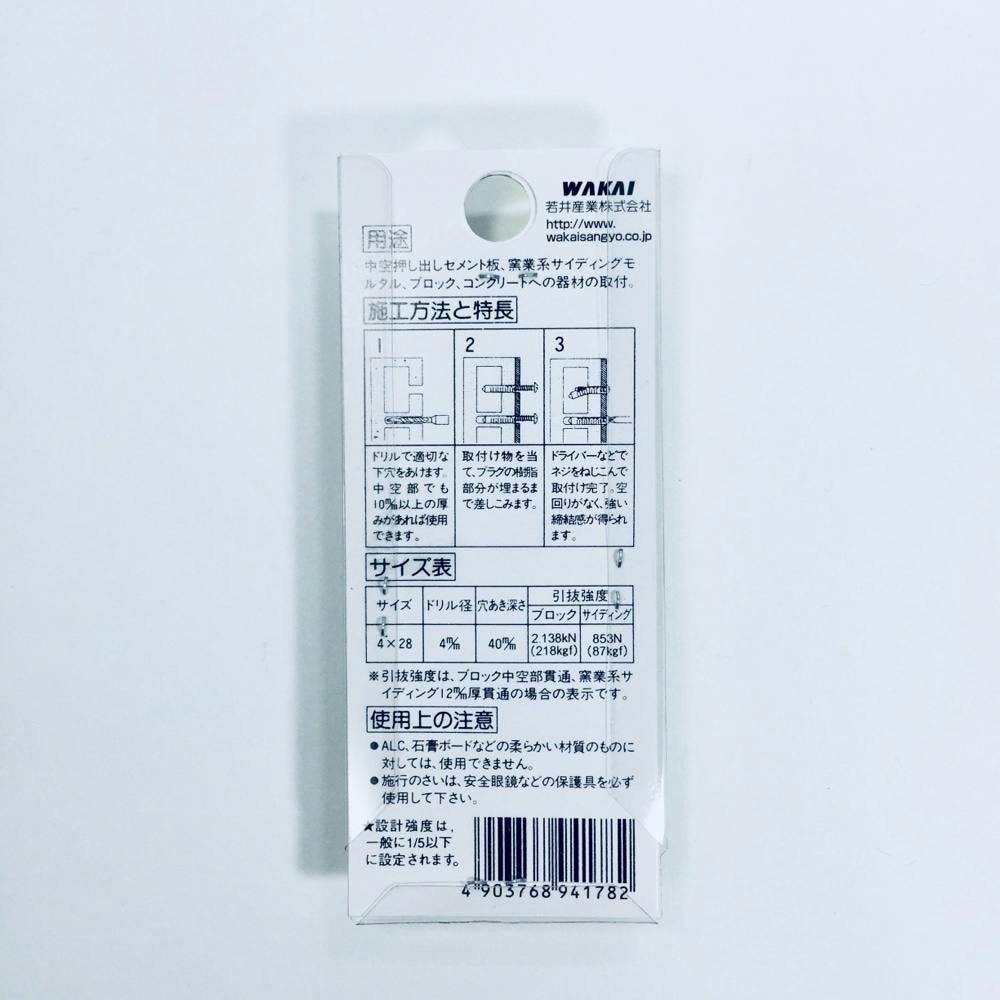 WAKAI
若井産業株式会社
http://www.
wakaisangyo.co.jp
用途
中空押し出しセメント板、窯業系サイディングモ
ルタル、ブロック、コンクリートへの器材の取付。
施工方法と特長
1
2
3
ドリルで適切な
下穴をあけます。
中空部でも
10㎜以上の厚
みがあれば使用
できます。
取付け物を当
て、プラグの樹脂
部分が埋まるま
で差しこみます。
ドライバーなどで
ネジをねじこんで
取付け完了。空
回りがなく、強い
締結感が得られ
ます。
サイズ表
サイズ ドリル径 穴あき深さ 引抜強度
ブロック サイディング
4×28 4㎜ 40㎜ 2.138kN 853N
(218kgf) (87kgf)
※引抜強度は、ブロック中空部貫通、窯業系サ
イディング12㎜厚貫通の場合の表示です。
使用上の注意
●ALC、石膏ボードなどの柔らかい材質のものに
対しては、使用できません。
●施行のさいは、安全眼鏡などの保護具を必ず
使用して下さい。
★設計強度は、
一般に1/5以下
に設定されます。
4 903768 941782